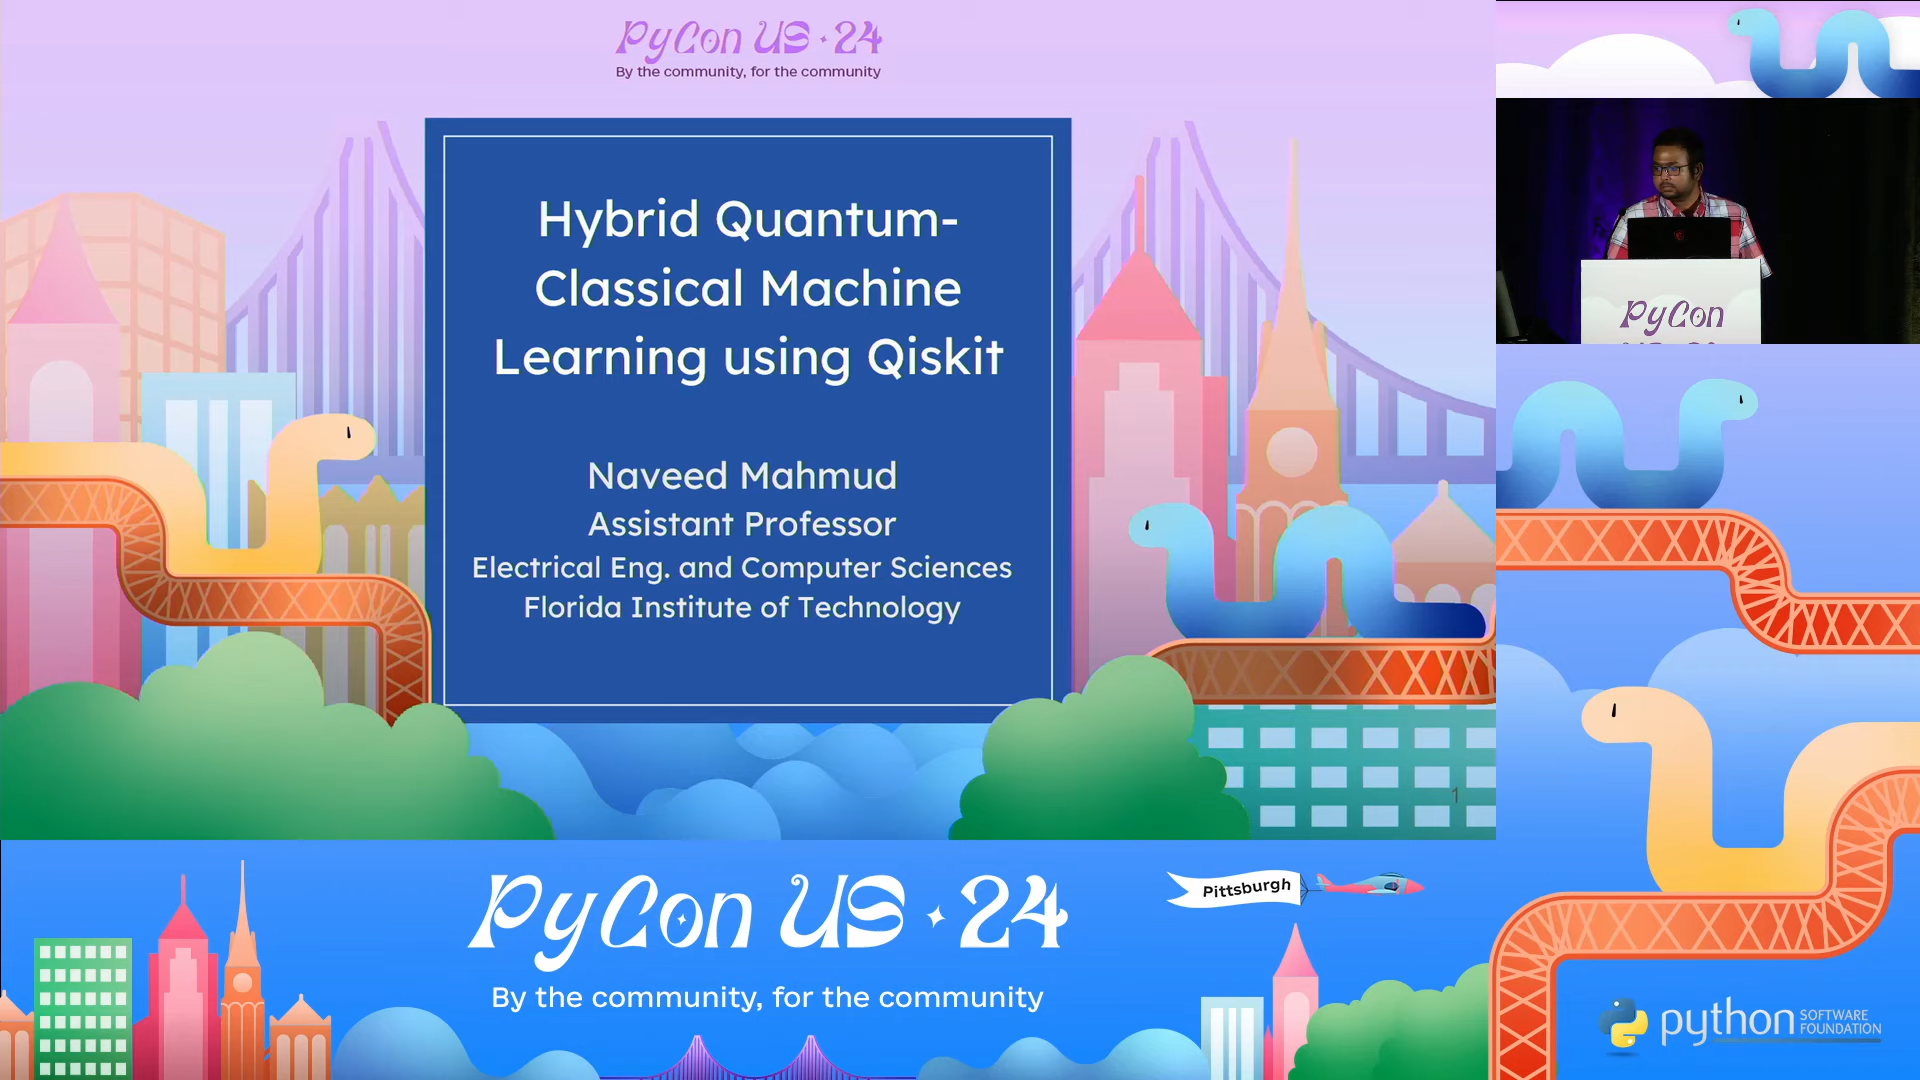 PyCon US · 24
By the community, for the community
Hybrid Quantum-
Classical Machine
Learning using Qiskit
Naveed Mahmud
Assistant Professor
Electrical Eng. and Computer Sciences
Florida Institute of Technology
1
PyCon
PyCon US · 24
By the community, for the community
Pittsburgh
python SOFTWARE
FOUNDATION